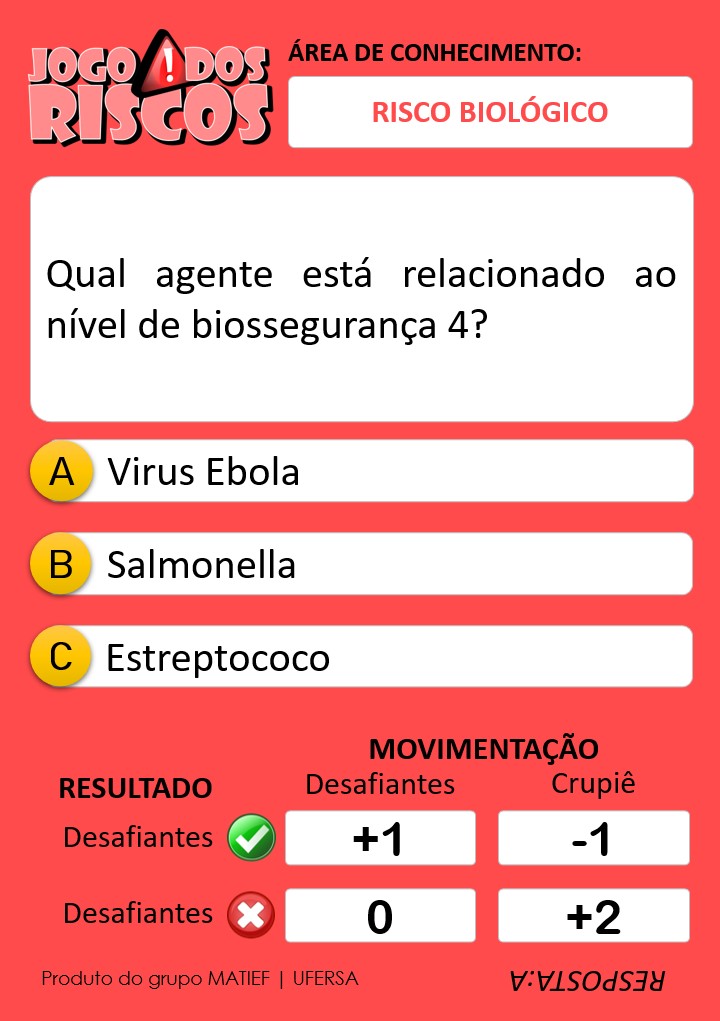 JOGO DOS
RISCOS
ÁREA DE CONHECIMENTO:
RISCO BIOLÓGICO
Qual agente está relacionado ao
nível de biossegurança 4?
A Virus Ebola
B Salmonella
C Estreptococo
MOVIMENTAÇÃO
RESULTADO Desafiantes Crupiê
Desafiantes +1 -1
Desafiantes 0 +2
Produto do grupo MATIEF | UFERSA
RESPOSTA:A